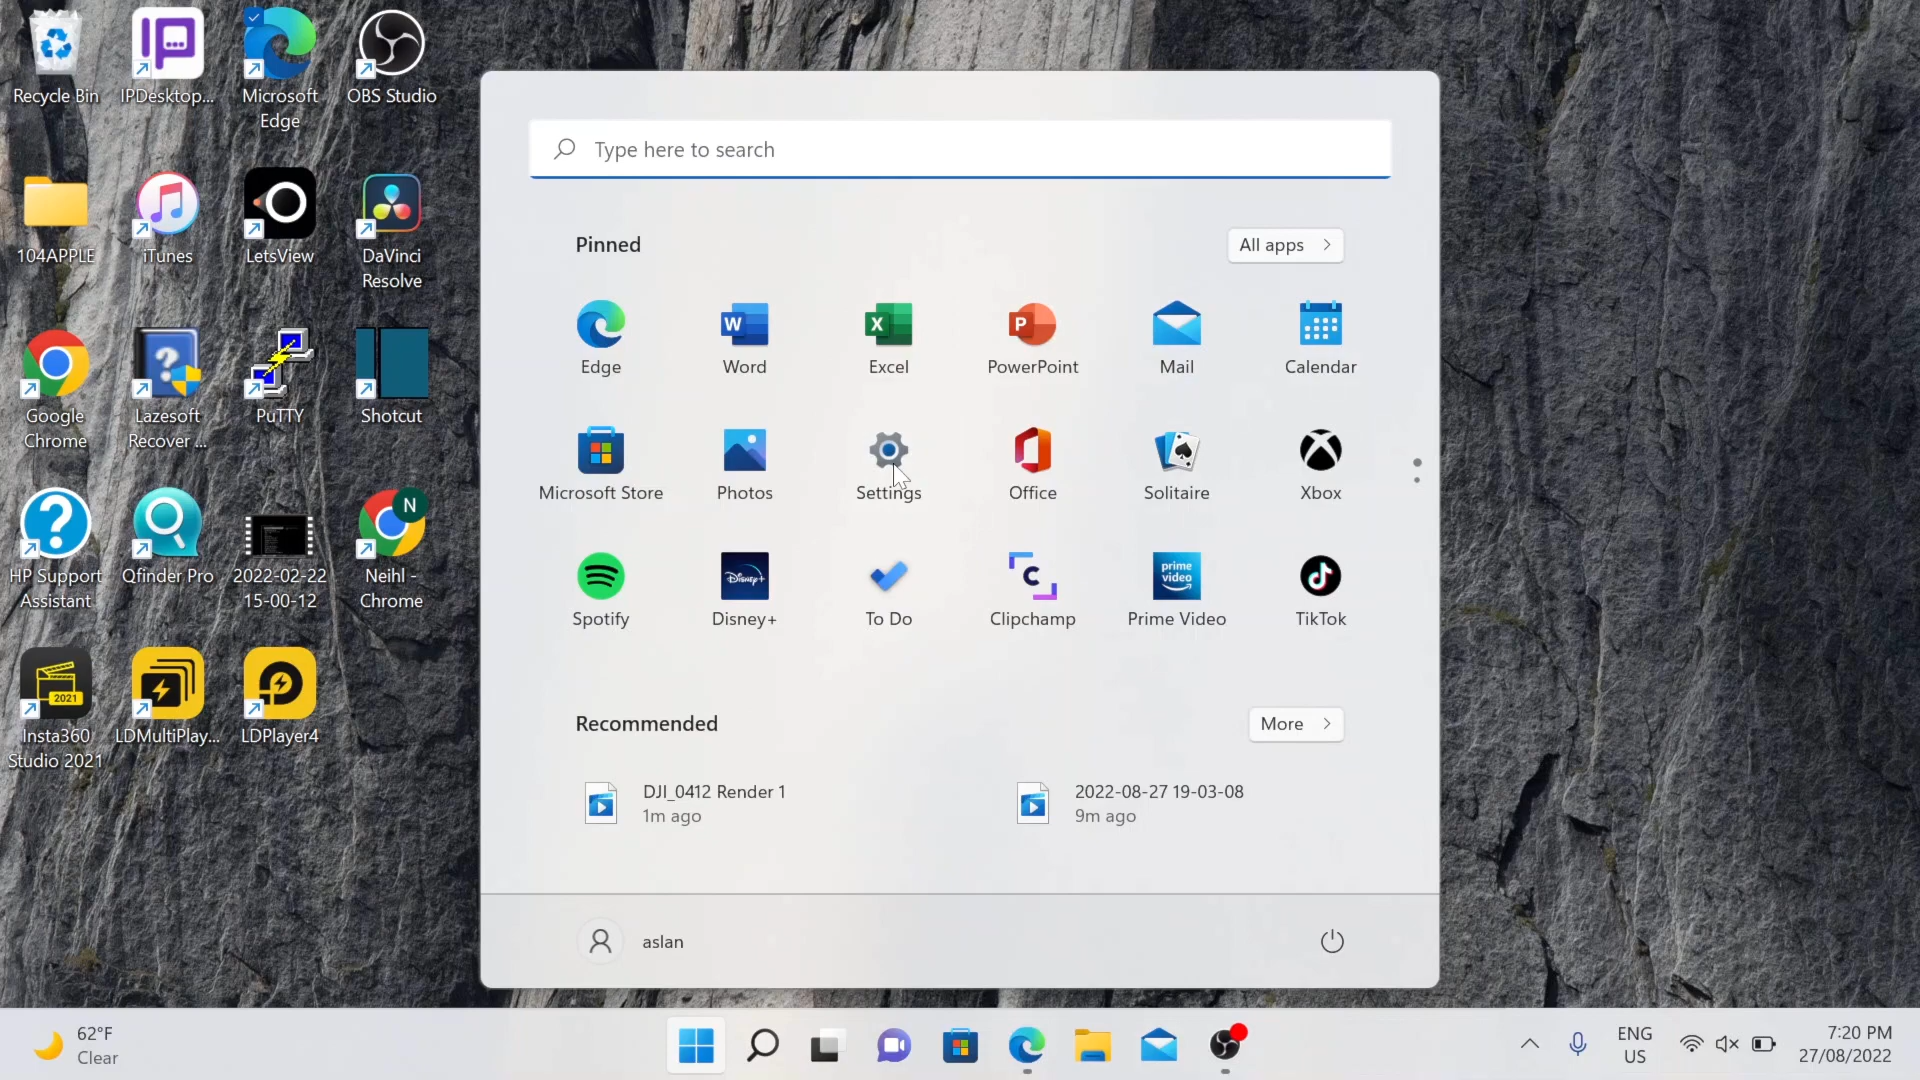 Recycle Bin
IPDesktop...
Microsoft
Edge
OBS Studio
104APPLE
iTunes
LetsView
DaVinci
Resolve
Google
Chrome
Lazesoft
Recover ...
PuTTY
Shotcut
HP Support
Assistant
Qfinder Pro
2022-02-22
15-00-12
N
Neihl -
Chrome
2021
Insta360
Studio 2021
LDMultiPlay...
LDPlayer4
Type here to search
Pinned
All apps
Edge
W
Word
X
Excel
P
PowerPoint
Mail
Calendar
Microsoft Store
Photos
Settings
Office
Solitaire
Xbox
Spotify
Disney+
Disney+
To Do
C
Clipchamp
prime
video
Prime Video
TikTok
Recommended
More
DJI_0412 Render 1
1m ago
2022-08-27 19-03-08
9m ago
aslan
62°F
Clear
ENG
US
7:20 PM
27/08/2022